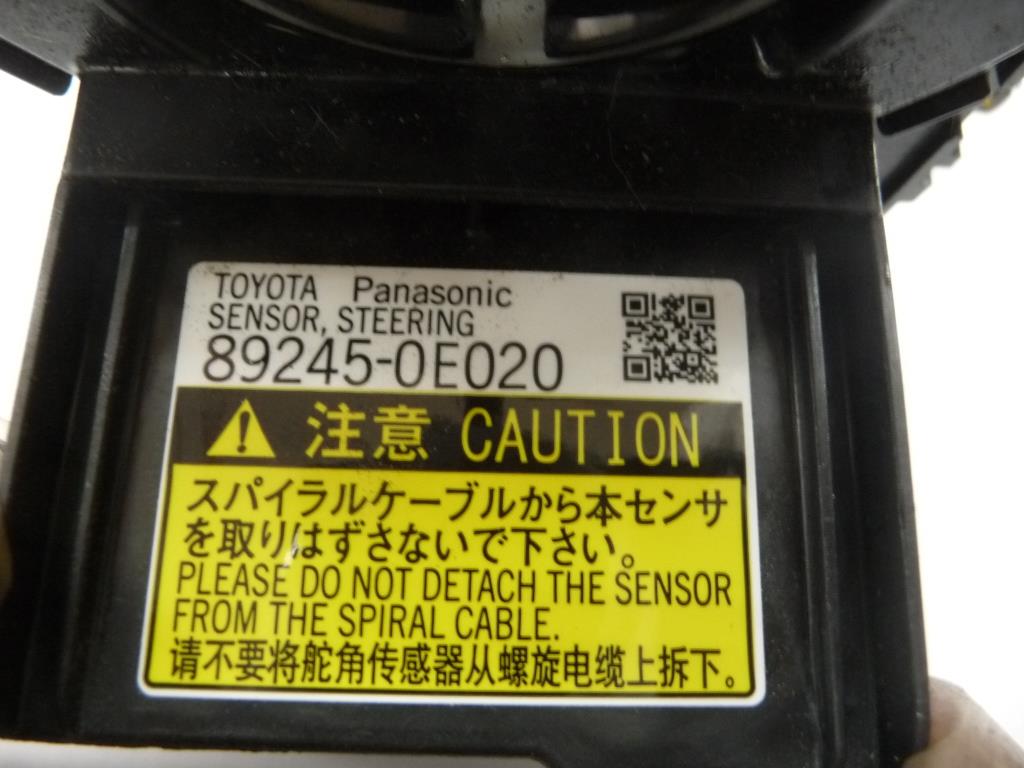 TOYOTA Panasonic
SENSOR, STEERING
89245-0E020
注意 CAUTION
スパイラルケーブルから本センサ
を取りはずさないで下さい。
PLEASE DO NOT DETACH THE SENSOR
FROM THE SPIRAL CABLE.
请不要将舵角传感器从螺旋电缆上拆下。